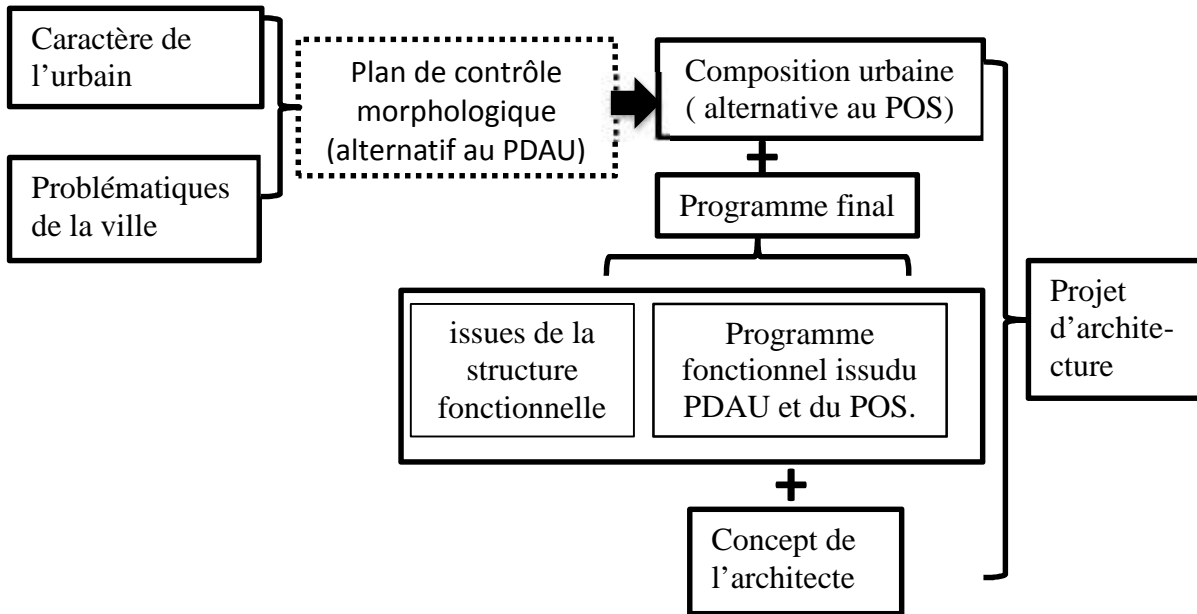 Caractère de
l’urbain
Problématiques
de la ville
Plan de contrôle
morphologique
(alternatif au PDAU)
Composition urbaine
( alternative au POS)
+
Programme final
issues de la
structure
fonctionnelle
Programme
fonctionnel issudu
PDAU et du POS.
+
Concept de
l’architecte
Projet
d’archite-
cture